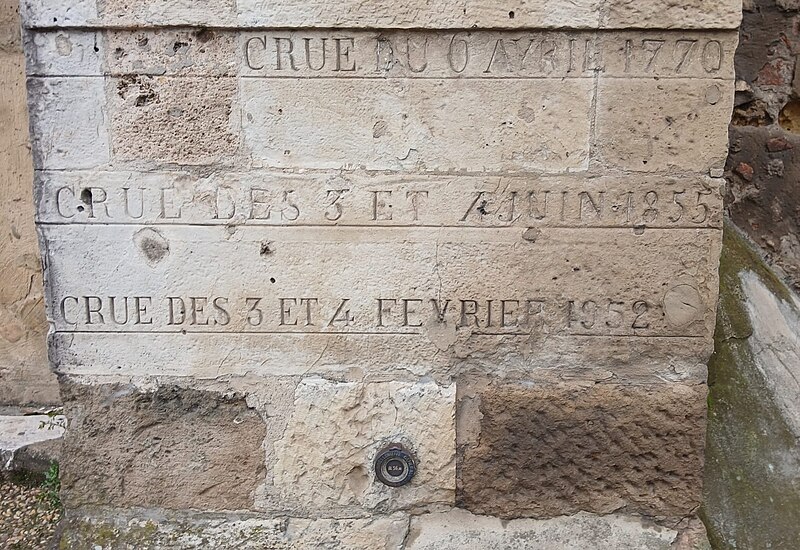 CRUE DU 6 AVRIL 1770
CRUE DES 3 ET 4 JUIN 1855
CRUE DES 3 ET 4 FEVRIER 1952